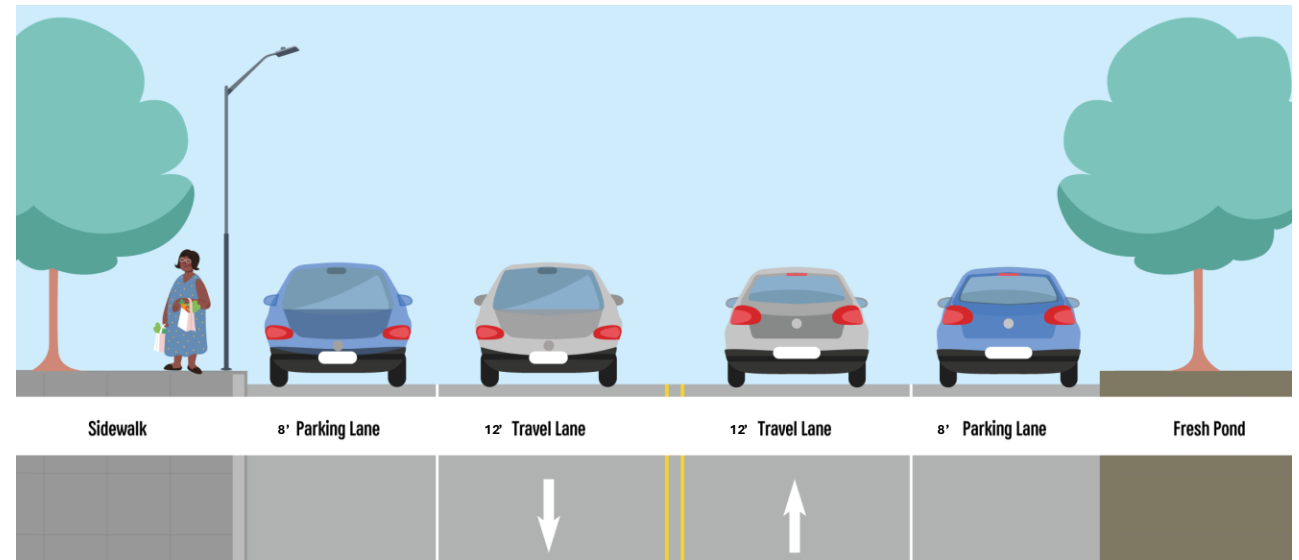 Sidewalk
8' Parking Lane
12' Travel Lane
12' Travel Lane
8' Parking Lane
Fresh Pond